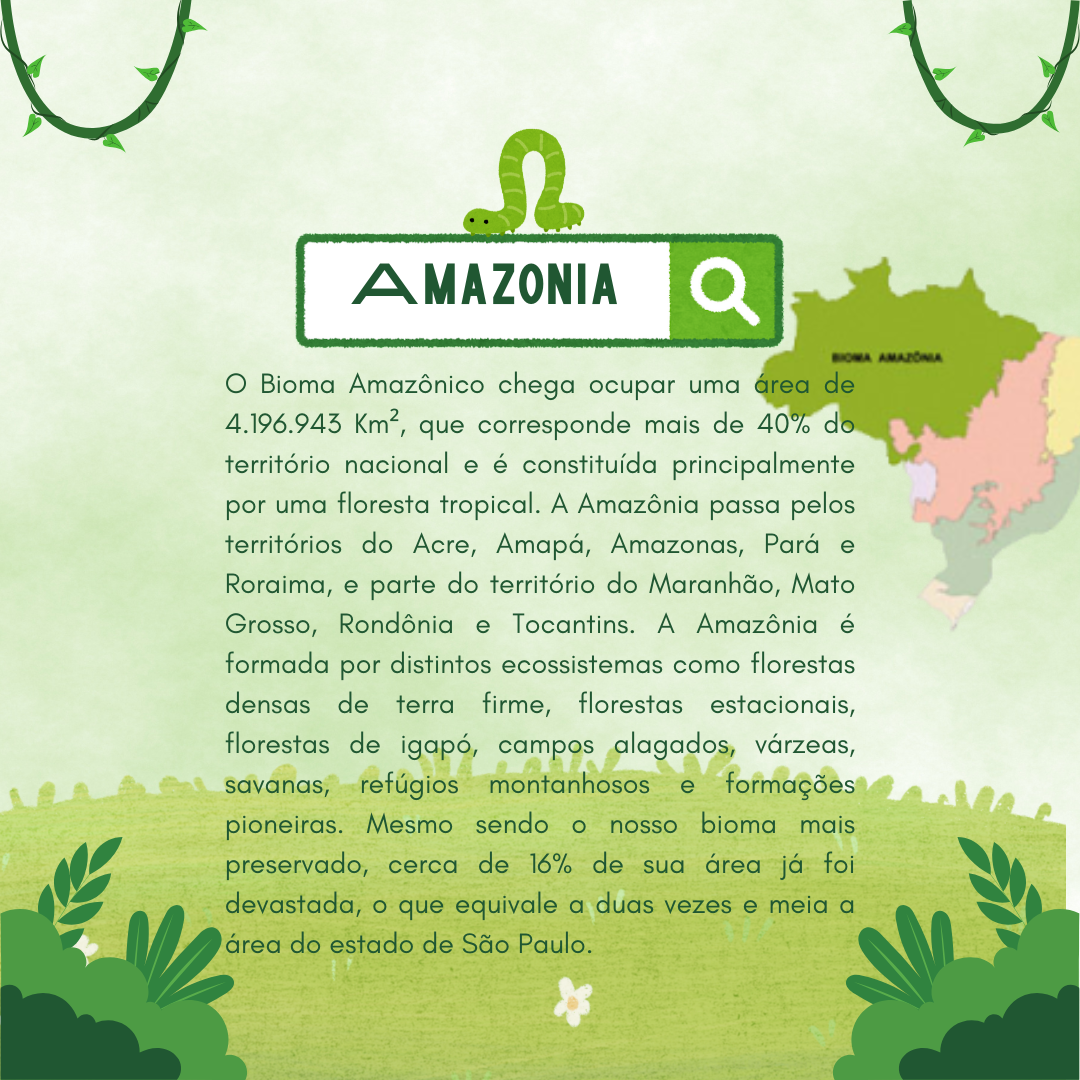 AMAZONIA
BIOMA AMAZÔNIA
O Bioma Amazônico chega ocupar uma área de
4.196.943 Km², que corresponde mais de 40% do
território nacional e é constituída principalmente
por uma floresta tropical. A Amazônia passa pelos
territórios do Acre, Amapá, Amazonas, Pará e
Roraima, e parte do território do Maranhão, Mato
Grosso, Rondônia e Tocantins. A Amazônia é
formada por distintos ecossistemas como florestas
densas de terra firme, florestas estacionais,
florestas de igapó, campos alagados, várzeas,
savanas, refúgios montanhosos e formações
pioneiras. Mesmo sendo o nosso bioma mais
preservado, cerca de 16% de sua área já foi
devastada, o que equivale a duas vezes e meia a
área do estado de São Paulo.